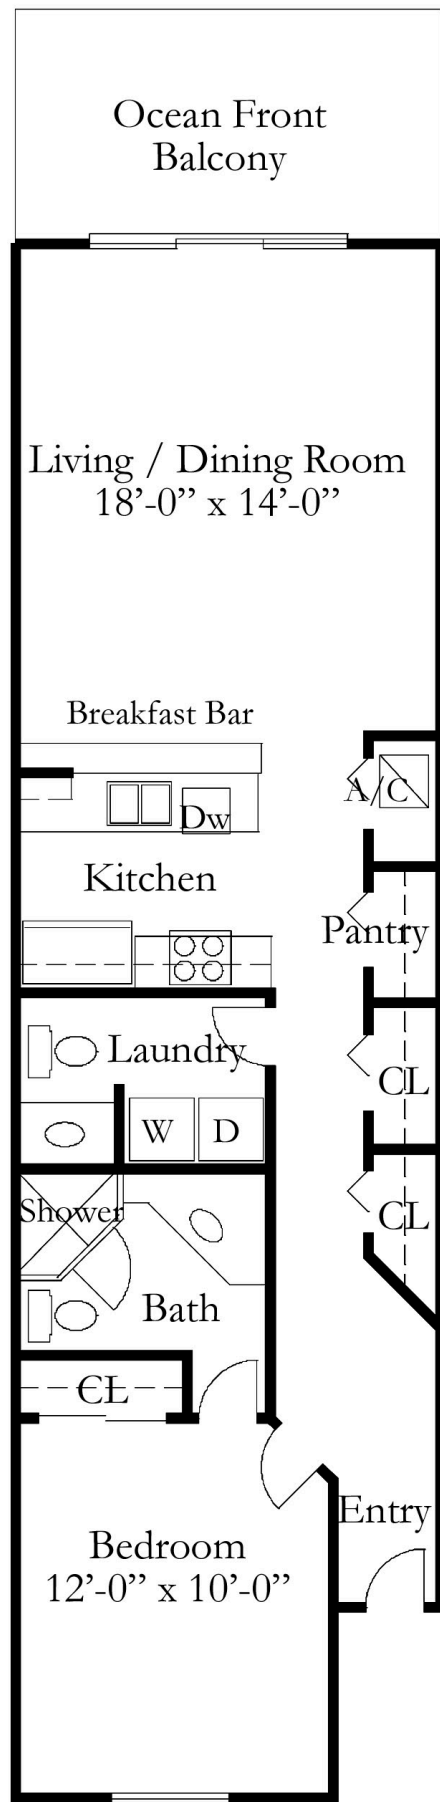 Ocean Front
Balcony
Living / Dining Room
18’-0” x 14’-0”
Breakfast Bar
A/C
Dw
Kitchen
Pantry
Laundry
CL
W
D
Shower
CL
Bath
CL
Entry
Bedroom
12’-0” x 10’-0”